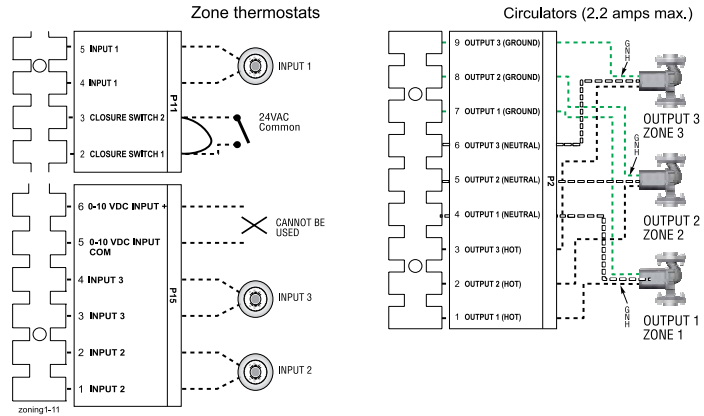 Zone thermostats
5 INPUT 1
4 INPUT 1
3 CLOSURE SWITCH 2
2 CLOSURE SWITCH 1
P11
INPUT 1
24VAC
Common
6 0-10 VDC INPUT +
5 0-10 VDC INPUT
COM
4 INPUT 3
3 INPUT 3
2 INPUT 2
1 INPUT 2
P15
CANNOT BE
USED
INPUT 3
INPUT 2
zoning1-11
Circulators (2.2 amps max.)
9 OUTPUT 3 (GROUND)
8 OUTPUT 2 (GROUND)
7 OUTPUT 1 (GROUND)
6 OUTPUT 3 (NEUTRAL)
5 OUTPUT 2 (NEUTRAL)
4 OUTPUT 1 (NEUTRAL)
3 OUTPUT 3 (HOT)
2 OUTPUT 2 (HOT)
1 OUTPUT 1 (HOT)
P2
GNH
OUTPUT 3
ZONE 3
GNH
OUTPUT 2
ZONE 2
GNH
OUTPUT 1
ZONE 1